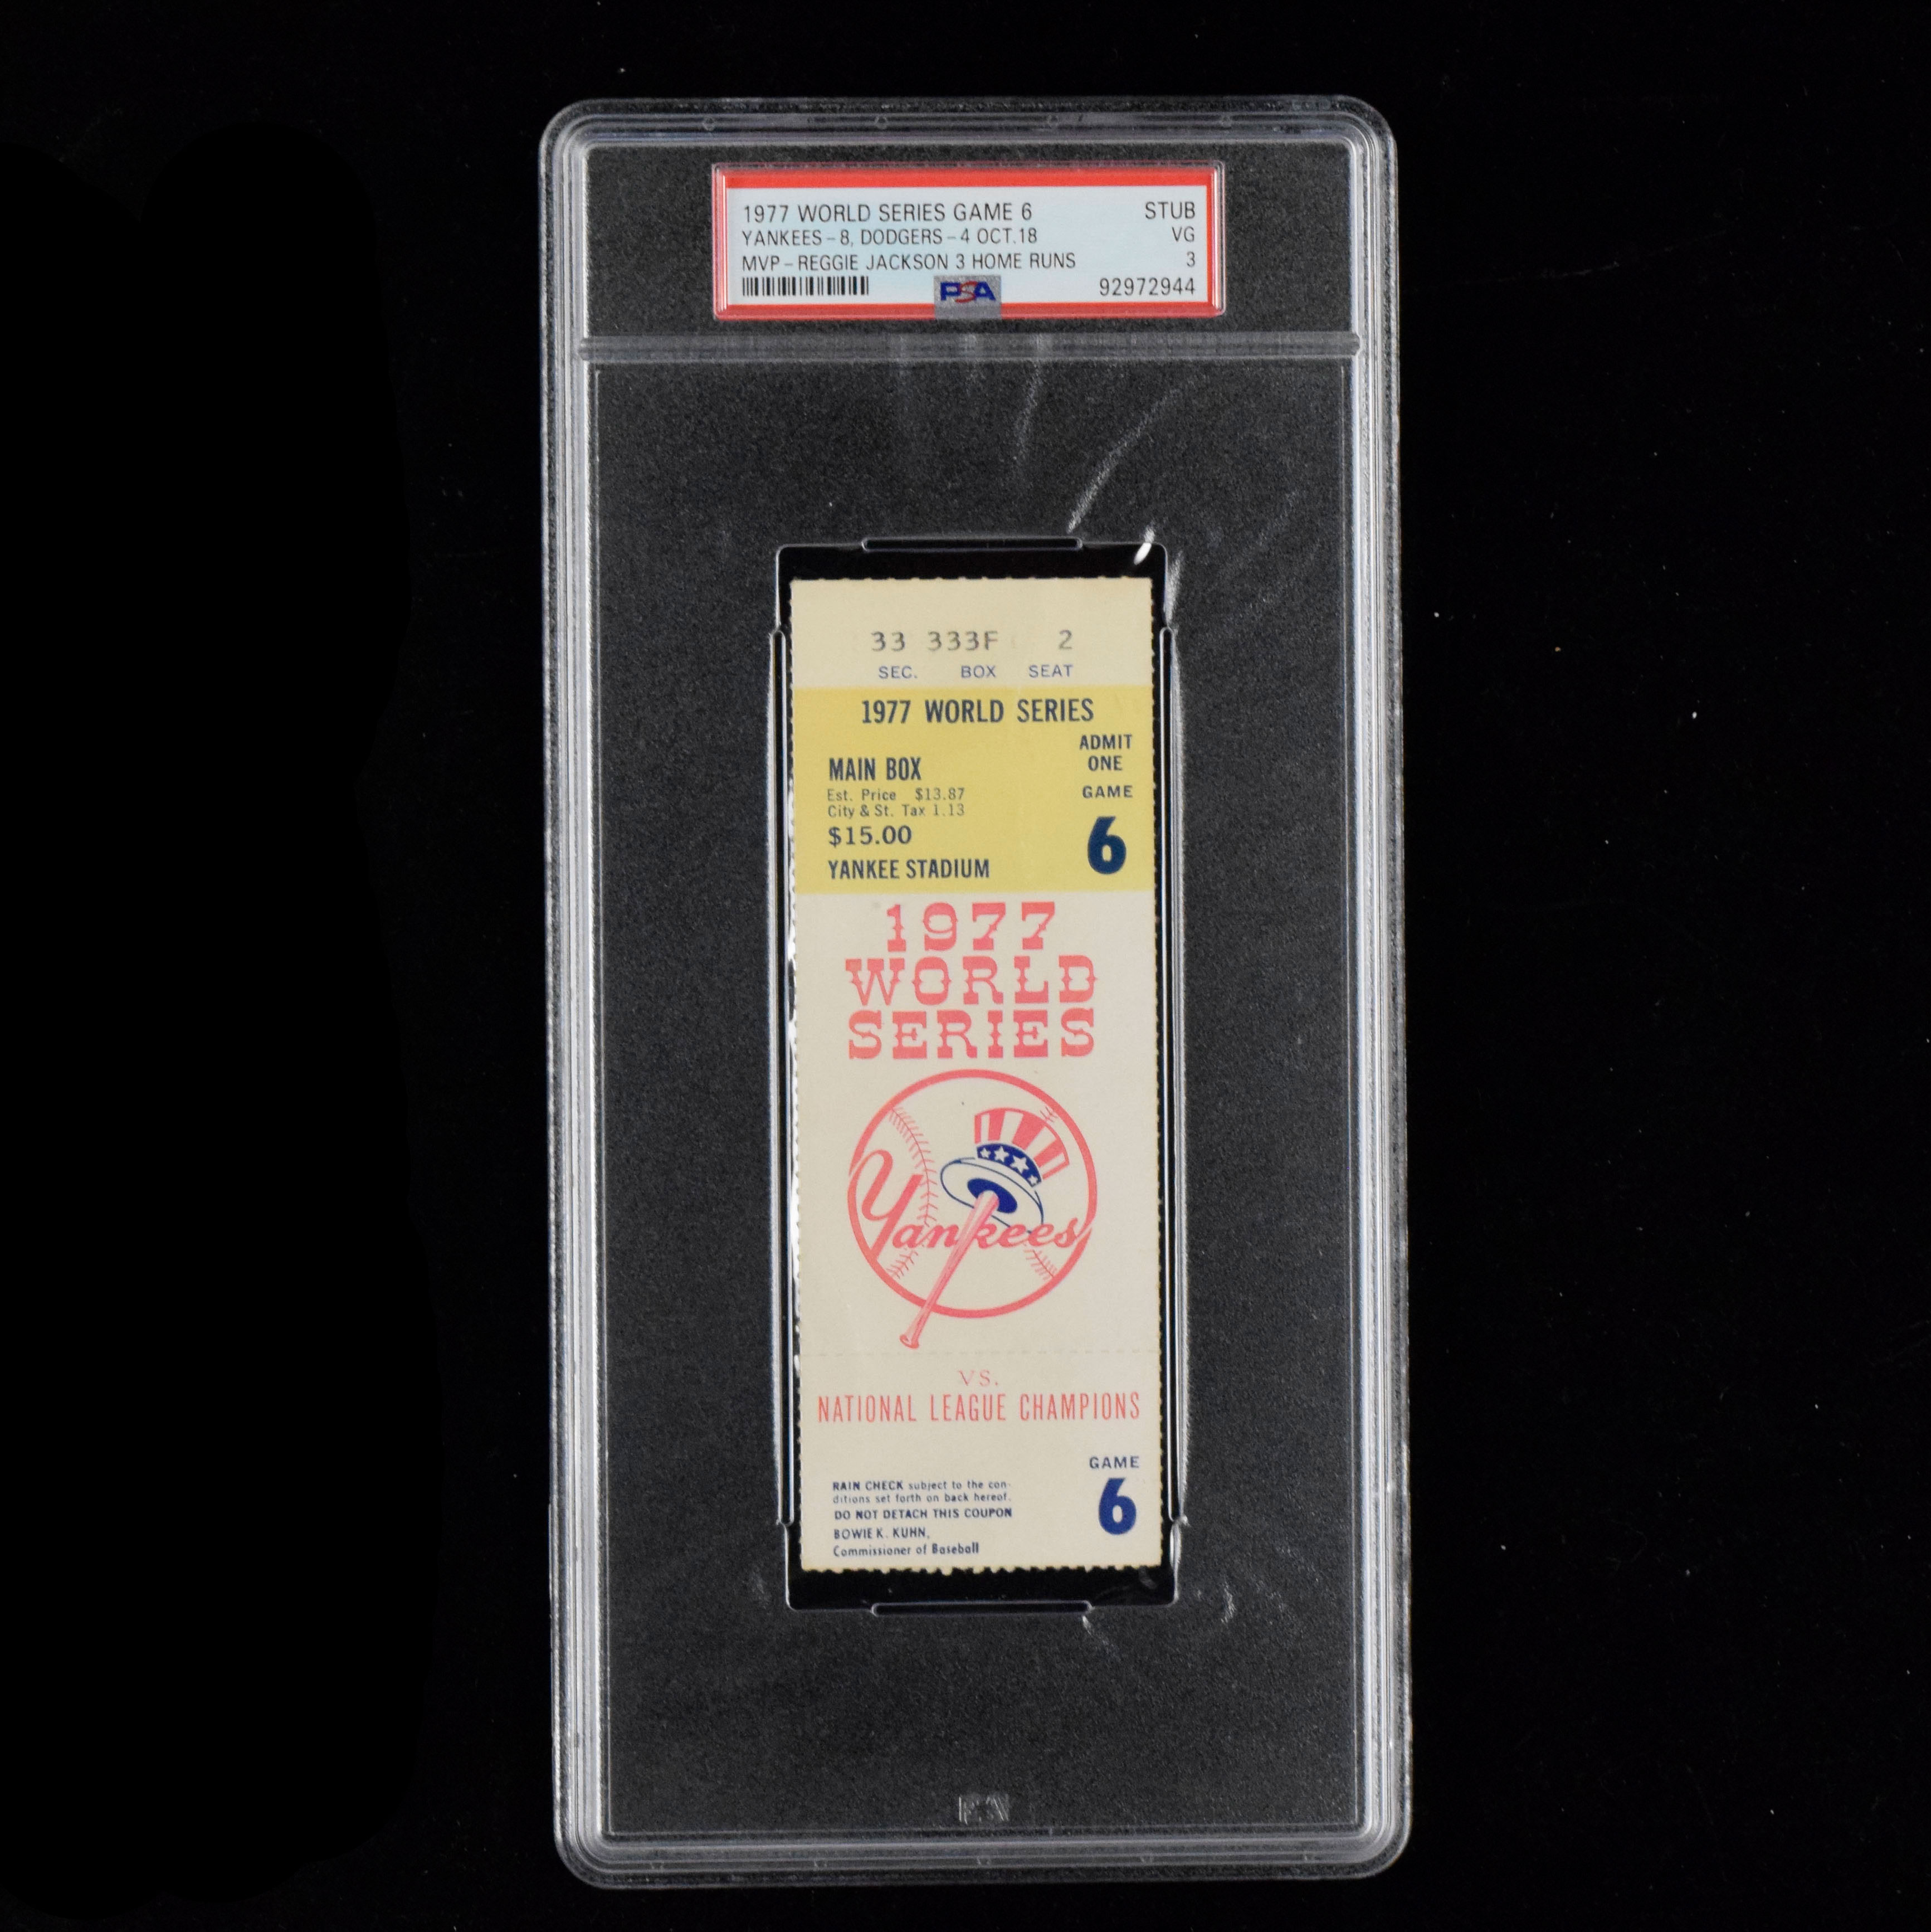 1977 WORLD SERIES GAME 6 STUB
YANKEES-8, DODGERS-4 OCT.18 VG
MVP-REGGIE JACKSON 3 HOME RUNS 3
PSA 92972944
33 333F 2
SEC. BOX SEAT
1977 WORLD SERIES
ADMIT
ONE
MAIN BOX
Est. Price $13.87
GAME
City & St. Tax 1.13
$15.00
6
YANKEE STADIUM
1977
WORLD
SERIES
Yankees
VS.
NATIONAL LEAGUE CHAMPIONS
GAME
6
RAIN CHECK subject to the con-
ditions set forth on back hereof.
DO NOT DETACH THIS COUPON
BOWIE K. KUHN,
Commissioner of Baseball
PSA